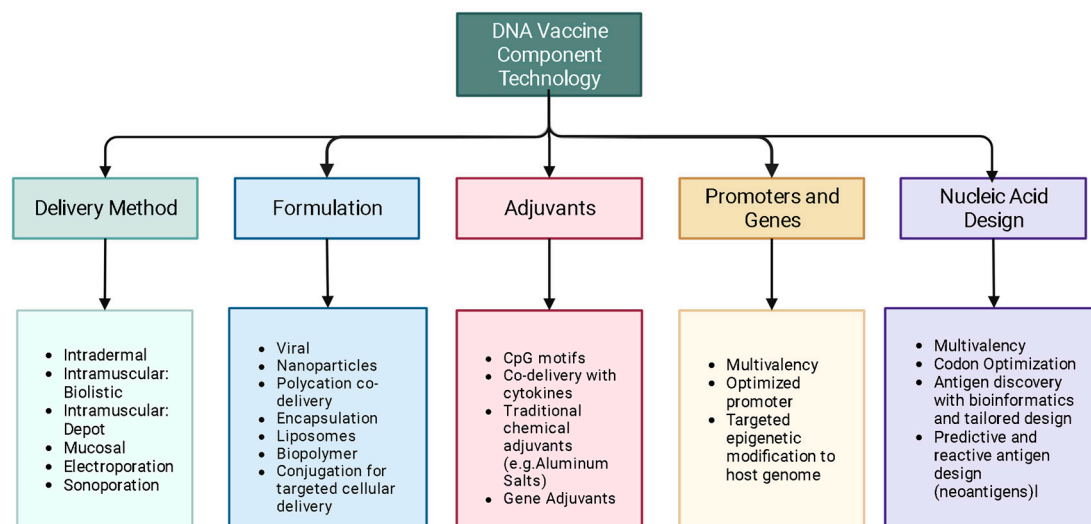 DNA Vaccine
Component
Technology
Delivery Method
Formulation
Adjuvants
Promoters and
Genes
Nucleic Acid
Design
• Intradermal
• Intramuscular:
Biolistic
• Intramuscular:
Depot
• Mucosal
• Electroporation
• Sonoporation
• Viral
• Nanoparticles
• Polycation co-
delivery
• Encapsulation
• Liposomes
• Biopolymer
• Conjugation for
targeted cellular
delivery
• CpG motifs
• Co-delivery with
cytokines
• Traditional
chemical
adjuvants
(e.g.Aluminum
Salts)
• Gene Adjuvants
• Multivalency
• Optimized
promoter
• Targeted
epigenetic
modification to
host genome
• Multivalency
• Codon Optimization
• Antigen discovery
with bioinformatics
and tailored design
• Predictive and
reactive antigen
design
(neoantigens)l